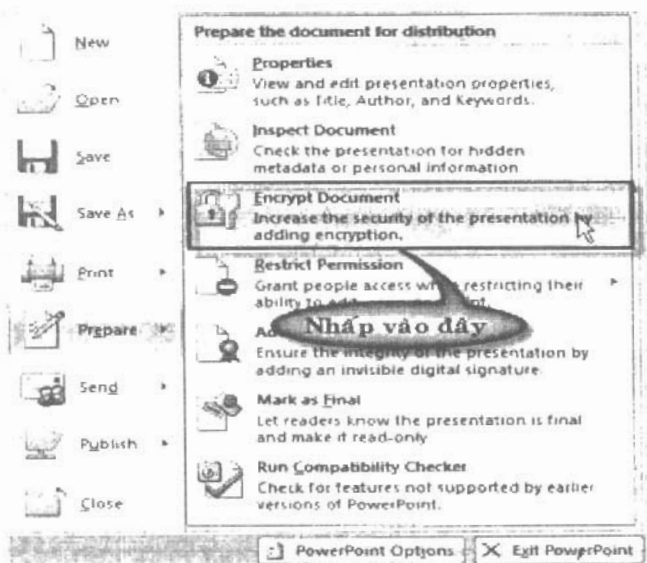 New
Open
Save
Save As
Print
Prepare
Send
Publish
Close
Prepare the document for distribution
Properties
View and edit presentation properties,
such as Title, Author, and Keywords.
Inspect Document
Check the presentation for hidden
metadata or personal information
Encrypt Document
Increase the security of the presentation by
adding encryption.
Restrict Permission
Grant people access while restricting their
ability to
Nhấp vào đây
Ensure the integrity of the presentation by
adding an invisible digital signature
Mark as Final
Let readers know the presentation is final
and make it read-only
Run Compatibility Checker
Check for features not supported by earlier
versions of PowerPoint.
PowerPoint Options
Exit PowerPoint